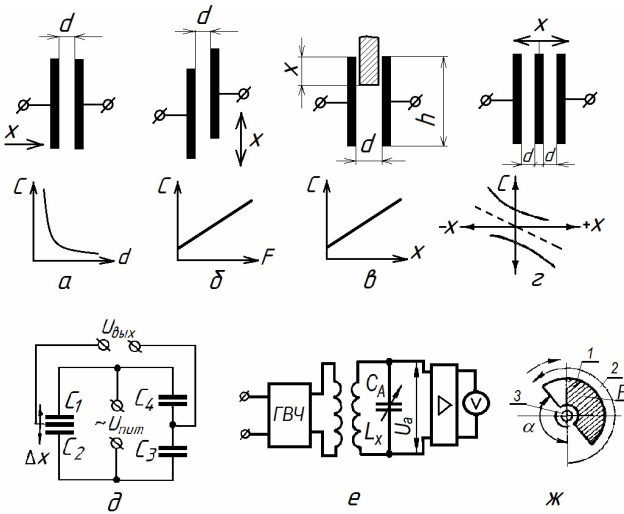 d
d
x
x
x
d
h
x
d
d
C
d
а
C
F
б
C
x
в
C
-x
+x
г
Uвых
C1
C2
Δx
C4
~Uпит
C3
д
ГВЧ
CA
Lx
Ua
V
е
1
2
3
F
α
ж